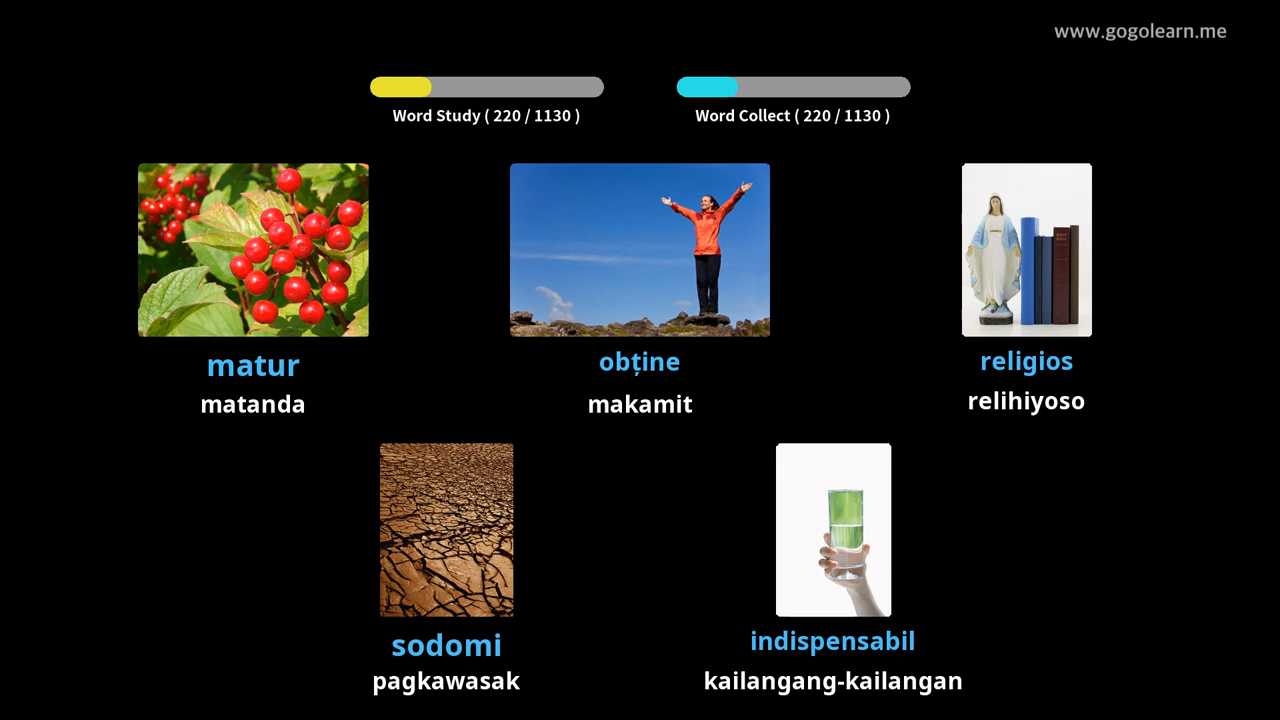 www.gogolearn.me
Word Study ( 220 / 1130 )
Word Collect ( 220 / 1130 )
matur
matanda
obține
makamit
religios
relihiyoso
sodomi
pagkawasak
indispensabil
kailangang-kailangan